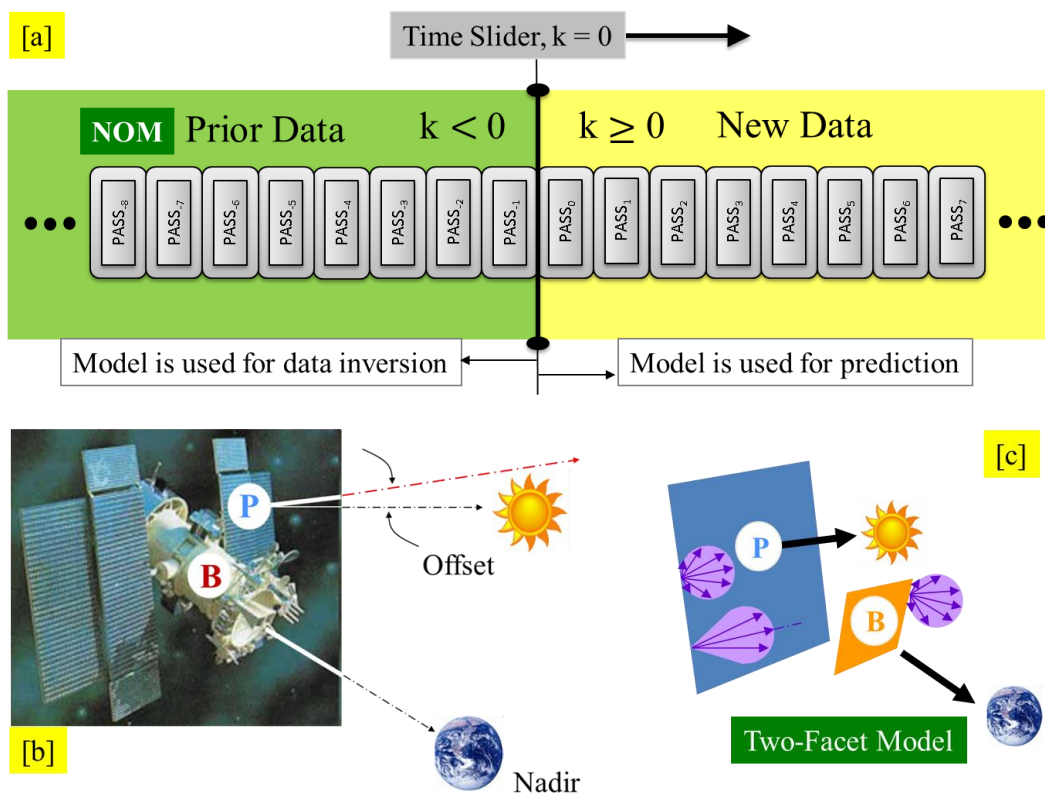 [a]
Time Slider, k = 0
NOM Prior Data k < 0 k ≥ 0 New Data
••• PASS₋₈ PASS₋₇ PASS₋₆ PASS₋₅ PASS₋₄ PASS₋₃ PASS₋₂ PASS₋₁ PASS₀ PASS₁ PASS₂ PASS₃ PASS₄ PASS₅ PASS₆ PASS₇ •••
Model is used for data inversion
Model is used for prediction
[b]
P
B
Offset
Nadir
[c]
P
B
Two-Facet Model